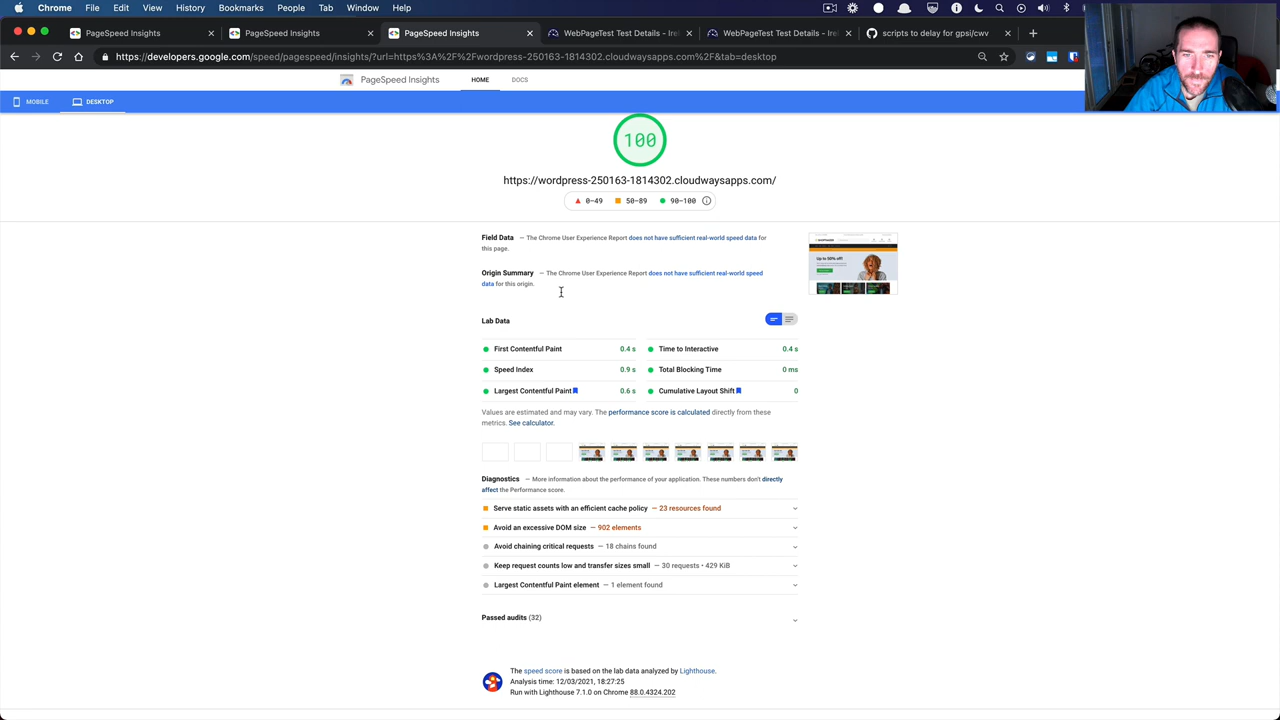 PageSpeed Insights
PageSpeed Insights
PageSpeed Insights
WebPageTest Test Details - Irel
WebPageTest Test Details - Irel
scripts to delay for gpsi/cwv
https://developers.google.com/speed/pagespeed/insights/?url=https%3A%2F%2Fwordpress-250163-1814302.cloudwaysapps.com%2F&tab=desktop
PageSpeed Insights
HOME
DOCS
MOBILE
DESKTOP
100
https://wordpress-250163-1814302.cloudwaysapps.com/
0–49
50–89
90–100
Field Data — The Chrome User Experience Report does not have sufficient real-world speed data for
this page.
Origin Summary — The Chrome User Experience Report does not have sufficient real-world speed
data for this origin.
Up to 50% off!
Lab Data
First Contentful Paint 0.4 s
Time to Interactive 0.4 s
Speed Index 0.9 s
Total Blocking Time 0 ms
Largest Contentful Paint 0.6 s
Cumulative Layout Shift 0
Values are estimated and may vary. The performance score is calculated directly from these
metrics. See calculator.
Diagnostics — More information about the performance of your application. These numbers don't directly
affect the Performance score.
Serve static assets with an efficient cache policy — 23 resources found
Avoid an excessive DOM size — 902 elements
Avoid chaining critical requests — 18 chains found
Keep request counts low and transfer sizes small — 30 requests • 429 KiB
Largest Contentful Paint element — 1 element found
Passed audits (32)
The speed score is based on the lab data analyzed by Lighthouse.
Analysis time: 12/03/2021, 18:27:25
Run with Lighthouse 7.1.0 on Chrome 88.0.4324.202